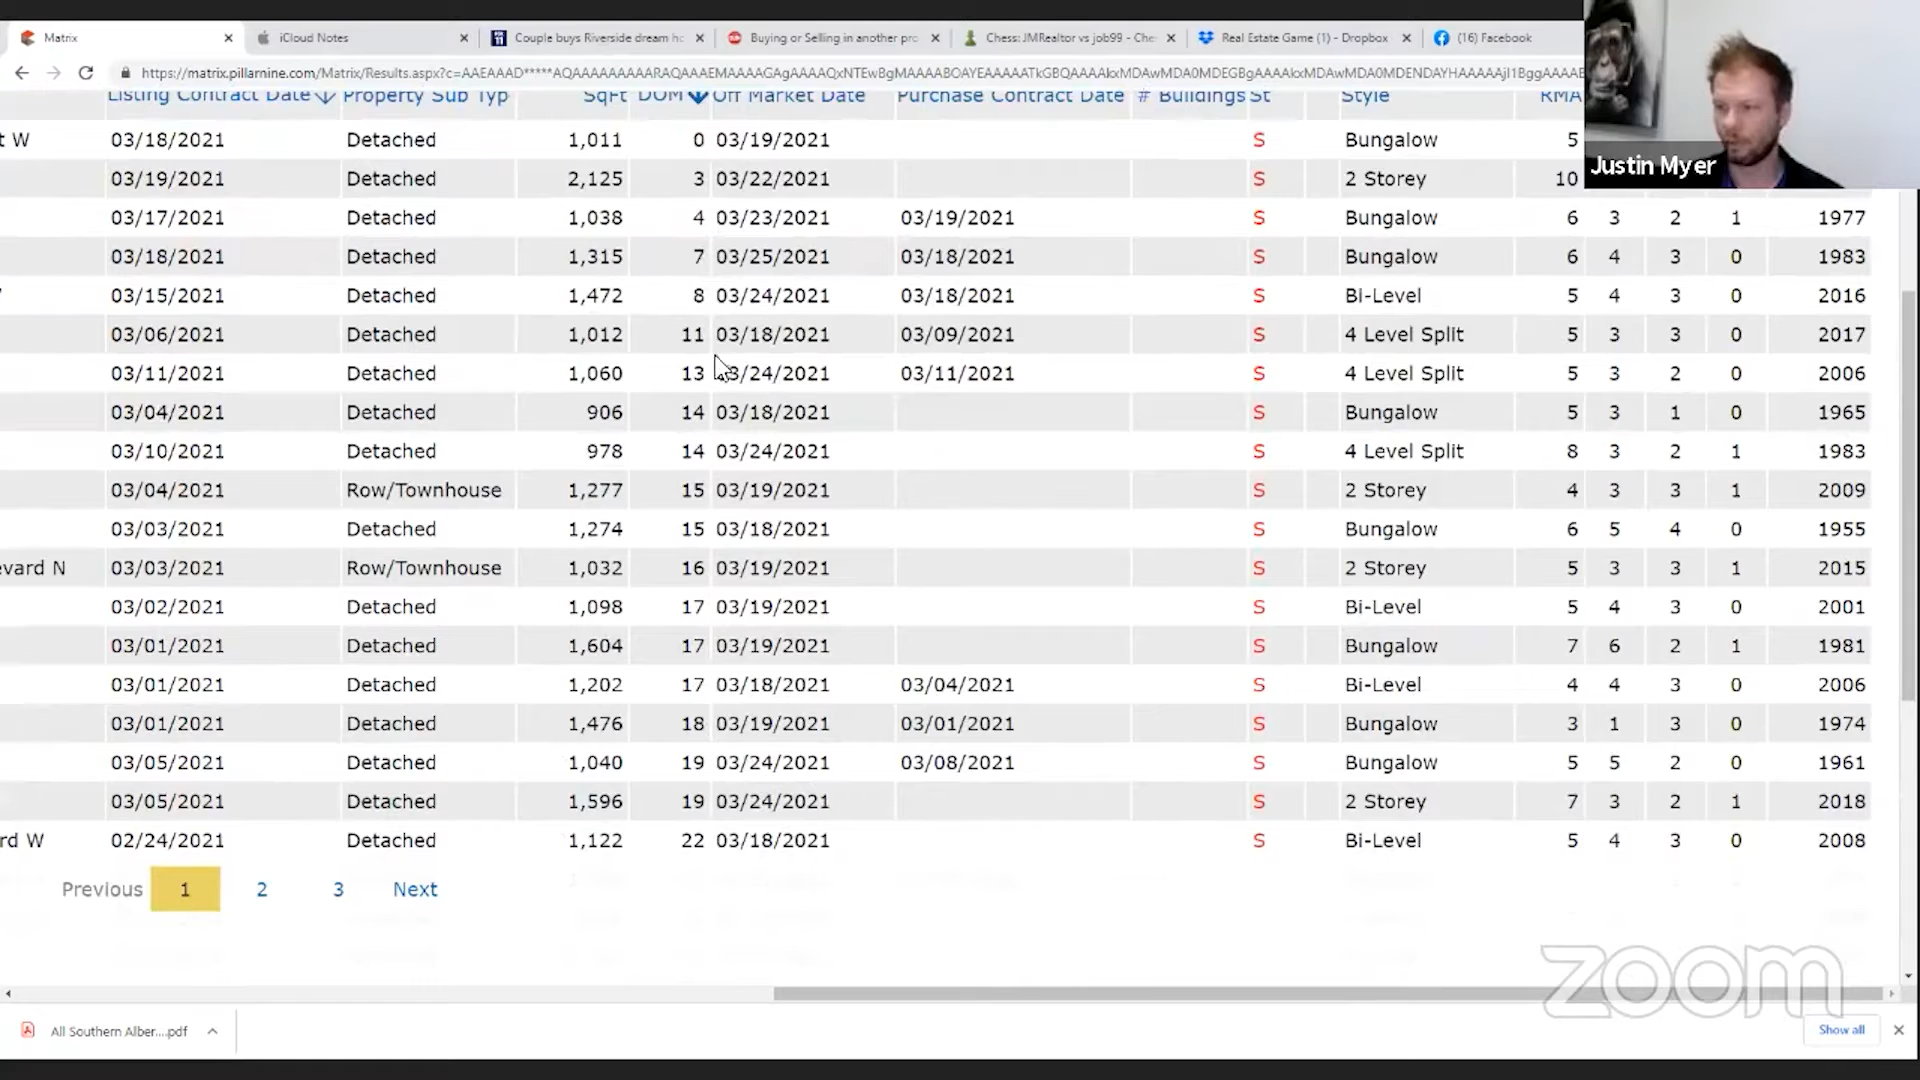 Matrix iCloud Notes Couple buys Riverside dream ho Buying or Selling in another pro Chess: JMRealtor vs job99 - Che Real Estate Game (1) - Dropbox (16) Facebook
Listing Contract Date Property Sub Typ SqFt DOM Off Market Date Purchase Contract Date # Buildings St Style RMA
t W 03/18/2021 Detached 1,011 0 03/19/2021 S Bungalow 5
03/19/2021 Detached 2,125 3 03/22/2021 S 2 Storey 10
Justin Myer
03/17/2021 Detached 1,038 4 03/23/2021 03/19/2021 S Bungalow 6 3 2 1 1977
03/18/2021 Detached 1,315 7 03/25/2021 03/18/2021 S Bungalow 6 4 3 0 1983
03/15/2021 Detached 1,472 8 03/24/2021 03/18/2021 S Bi-Level 5 4 3 0 2016
03/06/2021 Detached 1,012 11 03/18/2021 03/09/2021 S 4 Level Split 5 3 3 0 2017
03/11/2021 Detached 1,060 13 03/24/2021 03/11/2021 S 4 Level Split 5 3 2 0 2006
03/04/2021 Detached 906 14 03/18/2021 S Bungalow 5 3 1 0 1965
03/10/2021 Detached 978 14 03/24/2021 S 4 Level Split 8 3 2 1 1983
03/04/2021 Row/Townhouse 1,277 15 03/19/2021 S 2 Storey 4 3 3 1 2009
03/03/2021 Detached 1,274 15 03/18/2021 S Bungalow 6 5 4 0 1955
evard N 03/03/2021 Row/Townhouse 1,032 16 03/19/2021 S 2 Storey 5 3 3 1 2015
03/02/2021 Detached 1,098 17 03/19/2021 S Bi-Level 5 4 3 0 2001
03/01/2021 Detached 1,604 17 03/19/2021 S Bungalow 7 6 2 1 1981
03/01/2021 Detached 1,202 17 03/18/2021 03/04/2021 S Bi-Level 4 4 3 0 2006
03/01/2021 Detached 1,476 18 03/19/2021 03/01/2021 S Bungalow 3 1 3 0 1974
03/05/2021 Detached 1,040 19 03/24/2021 03/08/2021 S Bungalow 5 5 2 0 1961
03/05/2021 Detached 1,596 19 03/24/2021 S 2 Storey 7 3 2 1 2018
rd W 02/24/2021 Detached 1,122 22 03/18/2021 S Bi-Level 5 4 3 0 2008
Previous 1 2 3 Next
zoom
All Southern Alber....pdf Show all